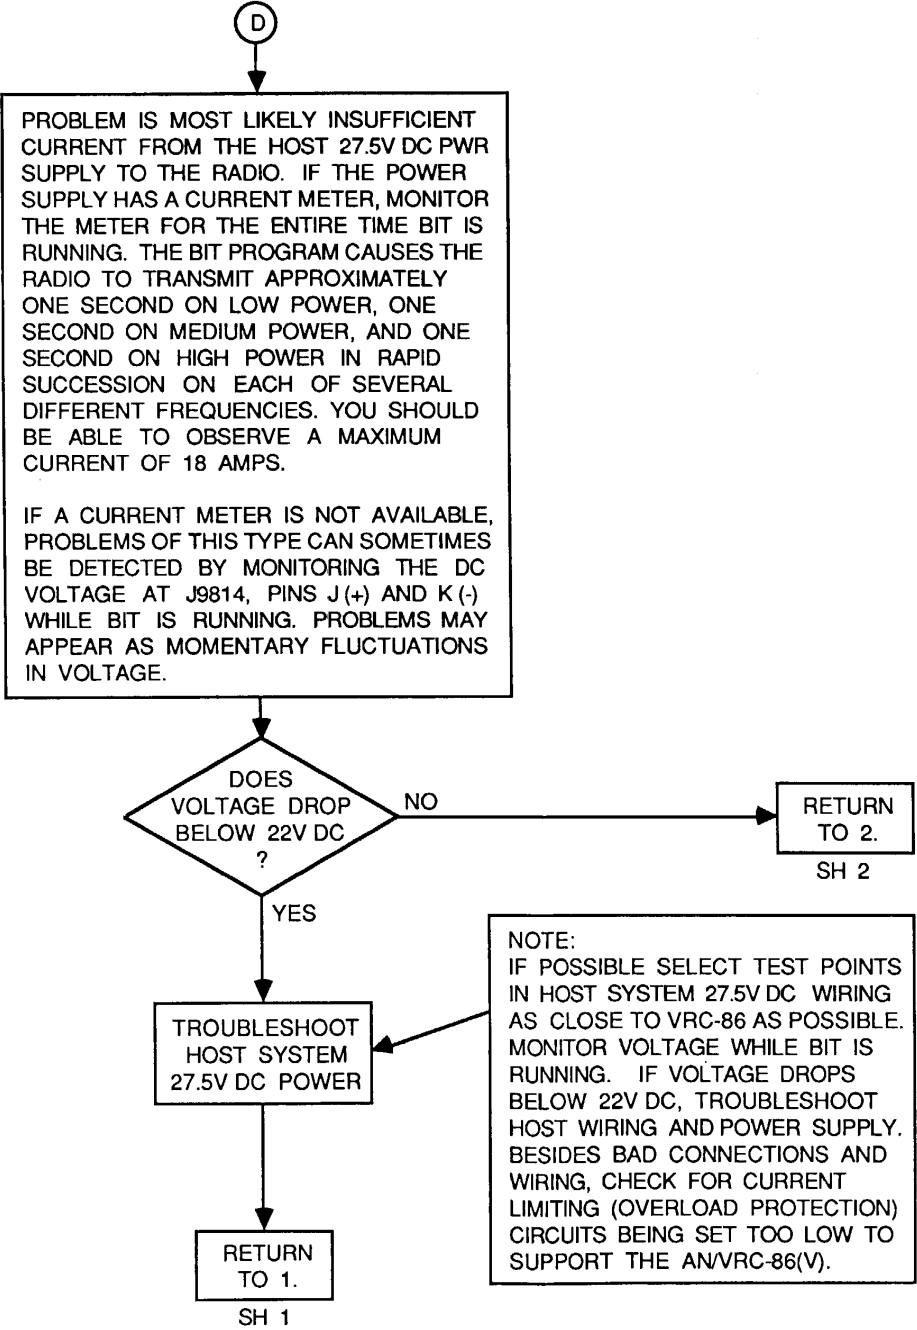 D
PROBLEM IS MOST LIKELY INSUFFICIENT
CURRENT FROM THE HOST 27.5V DC PWR
SUPPLY TO THE RADIO. IF THE POWER
SUPPLY HAS A CURRENT METER, MONITOR
THE METER FOR THE ENTIRE TIME BIT IS
RUNNING. THE BIT PROGRAM CAUSES THE
RADIO TO TRANSMIT APPROXIMATELY
ONE SECOND ON LOW POWER, ONE
SECOND ON MEDIUM POWER, AND ONE
SECOND ON HIGH POWER IN RAPID
SUCCESSION ON EACH OF SEVERAL
DIFFERENT FREQUENCIES. YOU SHOULD
BE ABLE TO OBSERVE A MAXIMUM
CURRENT OF 18 AMPS.
IF A CURRENT METER IS NOT AVAILABLE,
PROBLEMS OF THIS TYPE CAN SOMETIMES
BE DETECTED BY MONITORING THE DC
VOLTAGE AT J9814, PINS J (+) AND K (-)
WHILE BIT IS RUNNING. PROBLEMS MAY
APPEAR AS MOMENTARY FLUCTUATIONS
IN VOLTAGE.
DOES
VOLTAGE DROP
BELOW 22V DC
?
NO
RETURN
TO 2.
SH 2
YES
TROUBLESHOOT
HOST SYSTEM
27.5V DC POWER
NOTE:
IF POSSIBLE SELECT TEST POINTS
IN HOST SYSTEM 27.5V DC WIRING
AS CLOSE TO VRC-86 AS POSSIBLE.
MONITOR VOLTAGE WHILE BIT IS
RUNNING. IF VOLTAGE DROPS
BELOW 22V DC, TROUBLESHOOT
HOST WIRING AND POWER SUPPLY.
BESIDES BAD CONNECTIONS AND
WIRING, CHECK FOR CURRENT
LIMITING (OVERLOAD PROTECTION)
CIRCUITS BEING SET TOO LOW TO
SUPPORT THE AN/VRC-86(V).
RETURN
TO 1.
SH 1